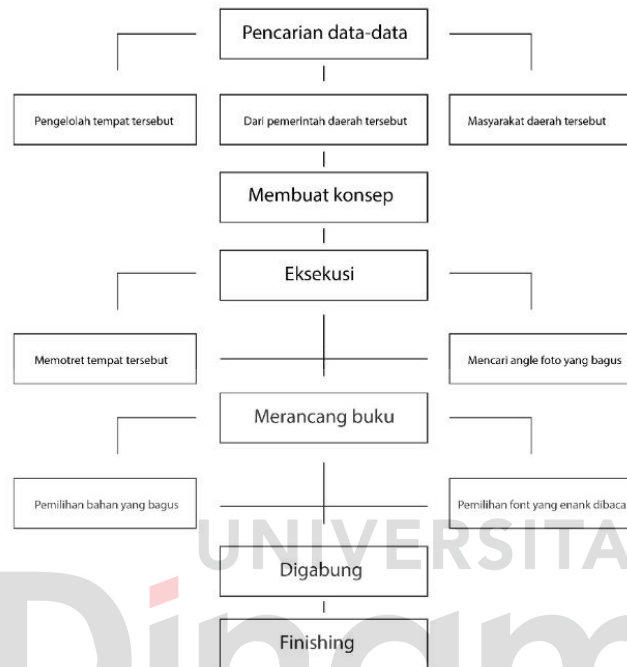 Pencarian data-data
Pengelolah tempat tersebut
Dari pemerintah daerah tersebut
Masyarakat daerah tersebut
Membuat konsep
Eksekusi
Memotret tempat tersebut
Mencari angle foto yang bagus
Merancang buku
Pemilihan bahan yang bagus
Pemilihan font yang enank dibaca
UNIVERSITA
Digabung
Dinam
Finishing